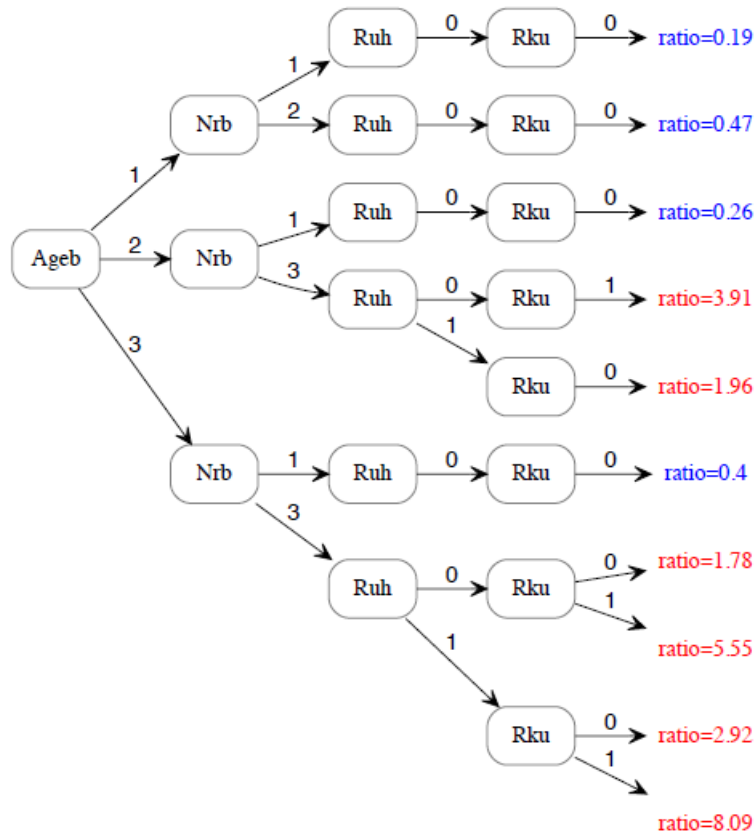 Ruh 0 Rku 0 ratio=0.19
1
Nrb 2 Ruh 0 Rku 0 ratio=0.47
1
Ruh 0 Rku 0 ratio=0.26
1
Ageb 2 Nrb
3 Ruh 0 Rku 1 ratio=3.91
1
3
Rku 0 ratio=1.96
Nrb 1 Ruh 0 Rku 0 ratio=0.4
3
Ruh 0 Rku 0 ratio=1.78
1
ratio=5.55
1
Rku 0 ratio=2.92
1
ratio=8.09